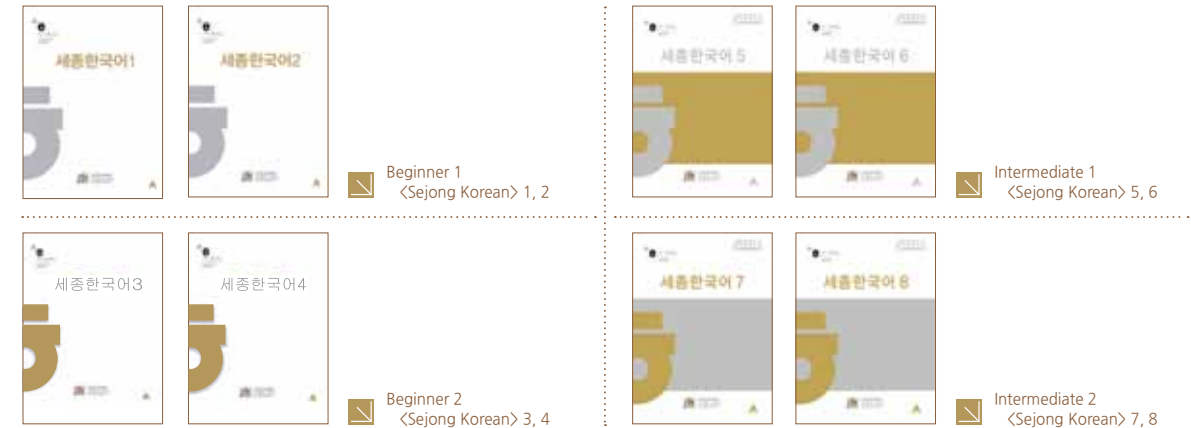 세종한국어1
세종한국어2
Beginner 1
〈Sejong Korean〉 1, 2
세종한국어 5
세종한국어 6
Intermediate 1
〈Sejong Korean〉 5, 6
세종한국어3
세종한국어4
Beginner 2
〈Sejong Korean〉 3, 4
세종한국어 7
세종한국어 8
Intermediate 2
〈Sejong Korean〉 7, 8